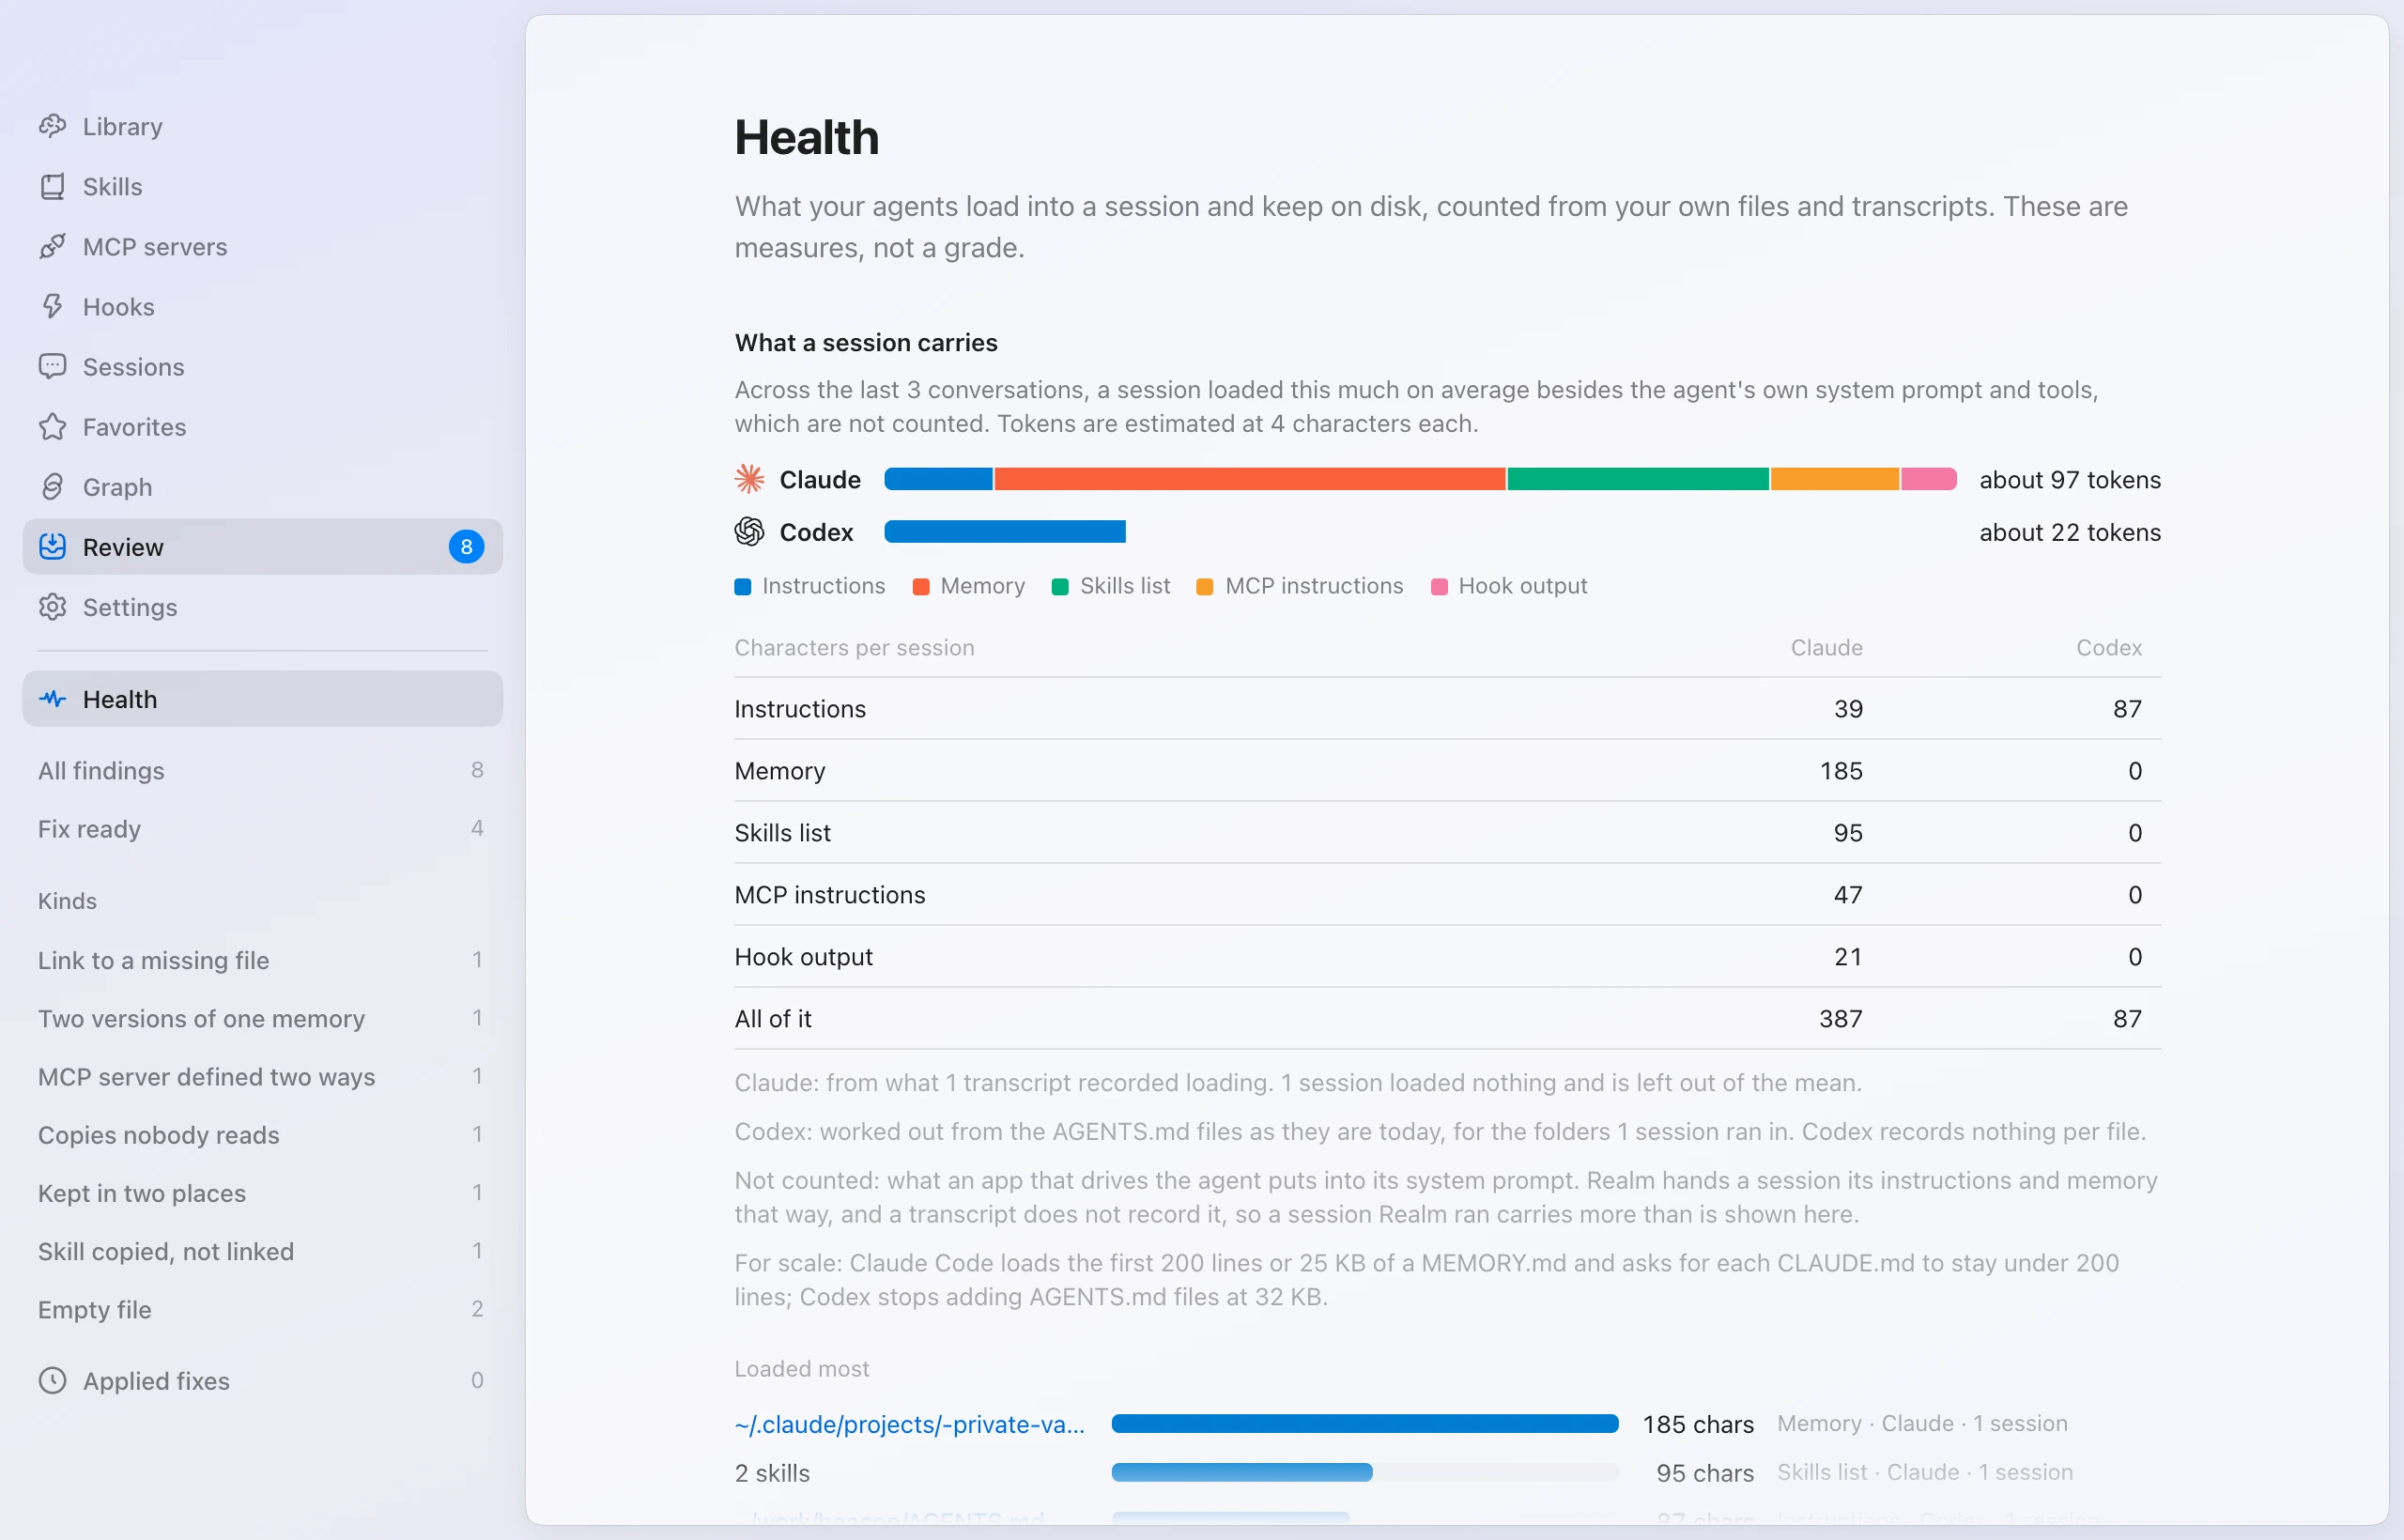 Library
Skills
MCP servers
Hooks
Sessions
Favorites
Graph
Review 8
Settings
Health
All findings 8
Fix ready 4
Kinds
Link to a missing file 1
Two versions of one memory 1
MCP server defined two ways 1
Copies nobody reads 1
Kept in two places 1
Skill copied, not linked 1
Empty file 2
Applied fixes 0
Health
What your agents load into a session and keep on disk, counted from your own files and transcripts. These are
measures, not a grade.
What a session carries
Across the last 3 conversations, a session loaded this much on average besides the agent's own system prompt and tools,
which are not counted. Tokens are estimated at 4 characters each.
Claude about 97 tokens
Codex about 22 tokens
Instructions Memory Skills list MCP instructions Hook output
Characters per session Claude Codex
Instructions 39 87
Memory 185 0
Skills list 95 0
MCP instructions 47 0
Hook output 21 0
All of it 387 87
Claude: from what 1 transcript recorded loading. 1 session loaded nothing and is left out of the mean.
Codex: worked out from the AGENTS.md files as they are today, for the folders 1 session ran in. Codex records nothing per file.
Not counted: what an app that drives the agent puts into its system prompt. Realm hands a session its instructions and memory
that way, and a transcript does not record it, so a session Realm ran carries more than is shown here.
For scale: Claude Code loads the first 200 lines or 25 KB of a MEMORY.md and asks for each CLAUDE.md to stay under 200
lines; Codex stops adding AGENTS.md files at 32 KB.
Loaded most
~/.claude/projects/-private-va... 185 chars Memory · Claude · 1 session
2 skills 95 chars Skills list · Claude · 1 session
~/work/beacon/AGENTS.md 87 chars Instructions · Codex · 1 session